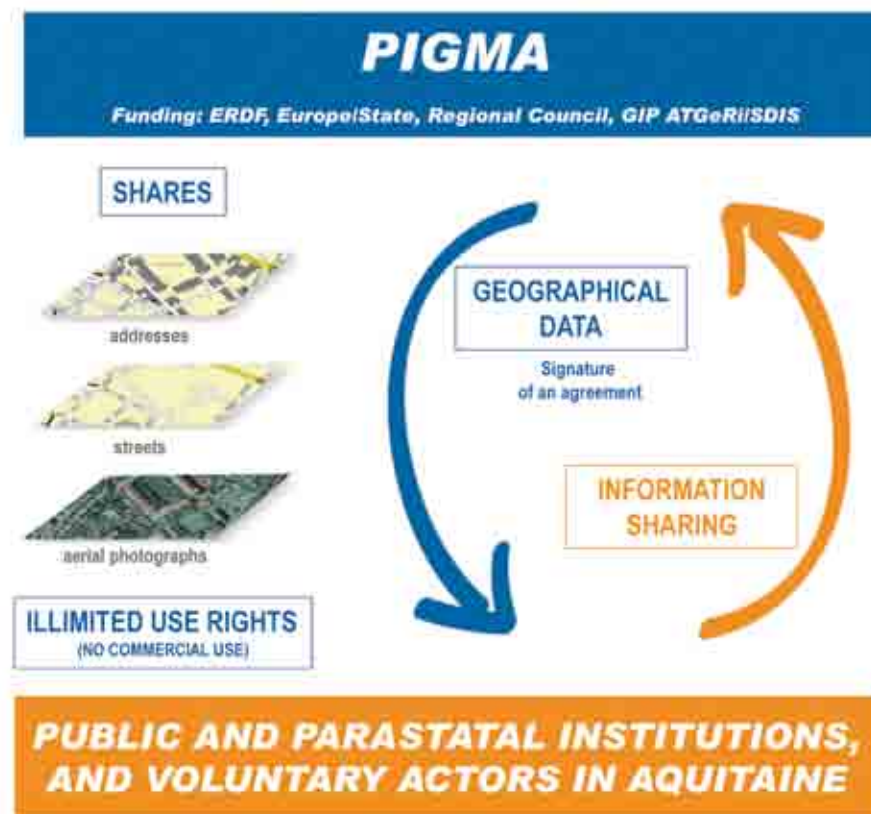 PIGMA
Funding: ERDF, Europe/State, Regional Council, GIP ATGeRi/SDIS
SHARES
addresses
streets
aerial photographs
ILLIMITED USE RIGHTS
(NO COMMERCIAL USE)
GEOGRAPHICAL
DATA
Signature
of an agreement
INFORMATION
SHARING
PUBLIC AND PARASTATAL INSTITUTIONS,
AND VOLUNTARY ACTORS IN AQUITAINE